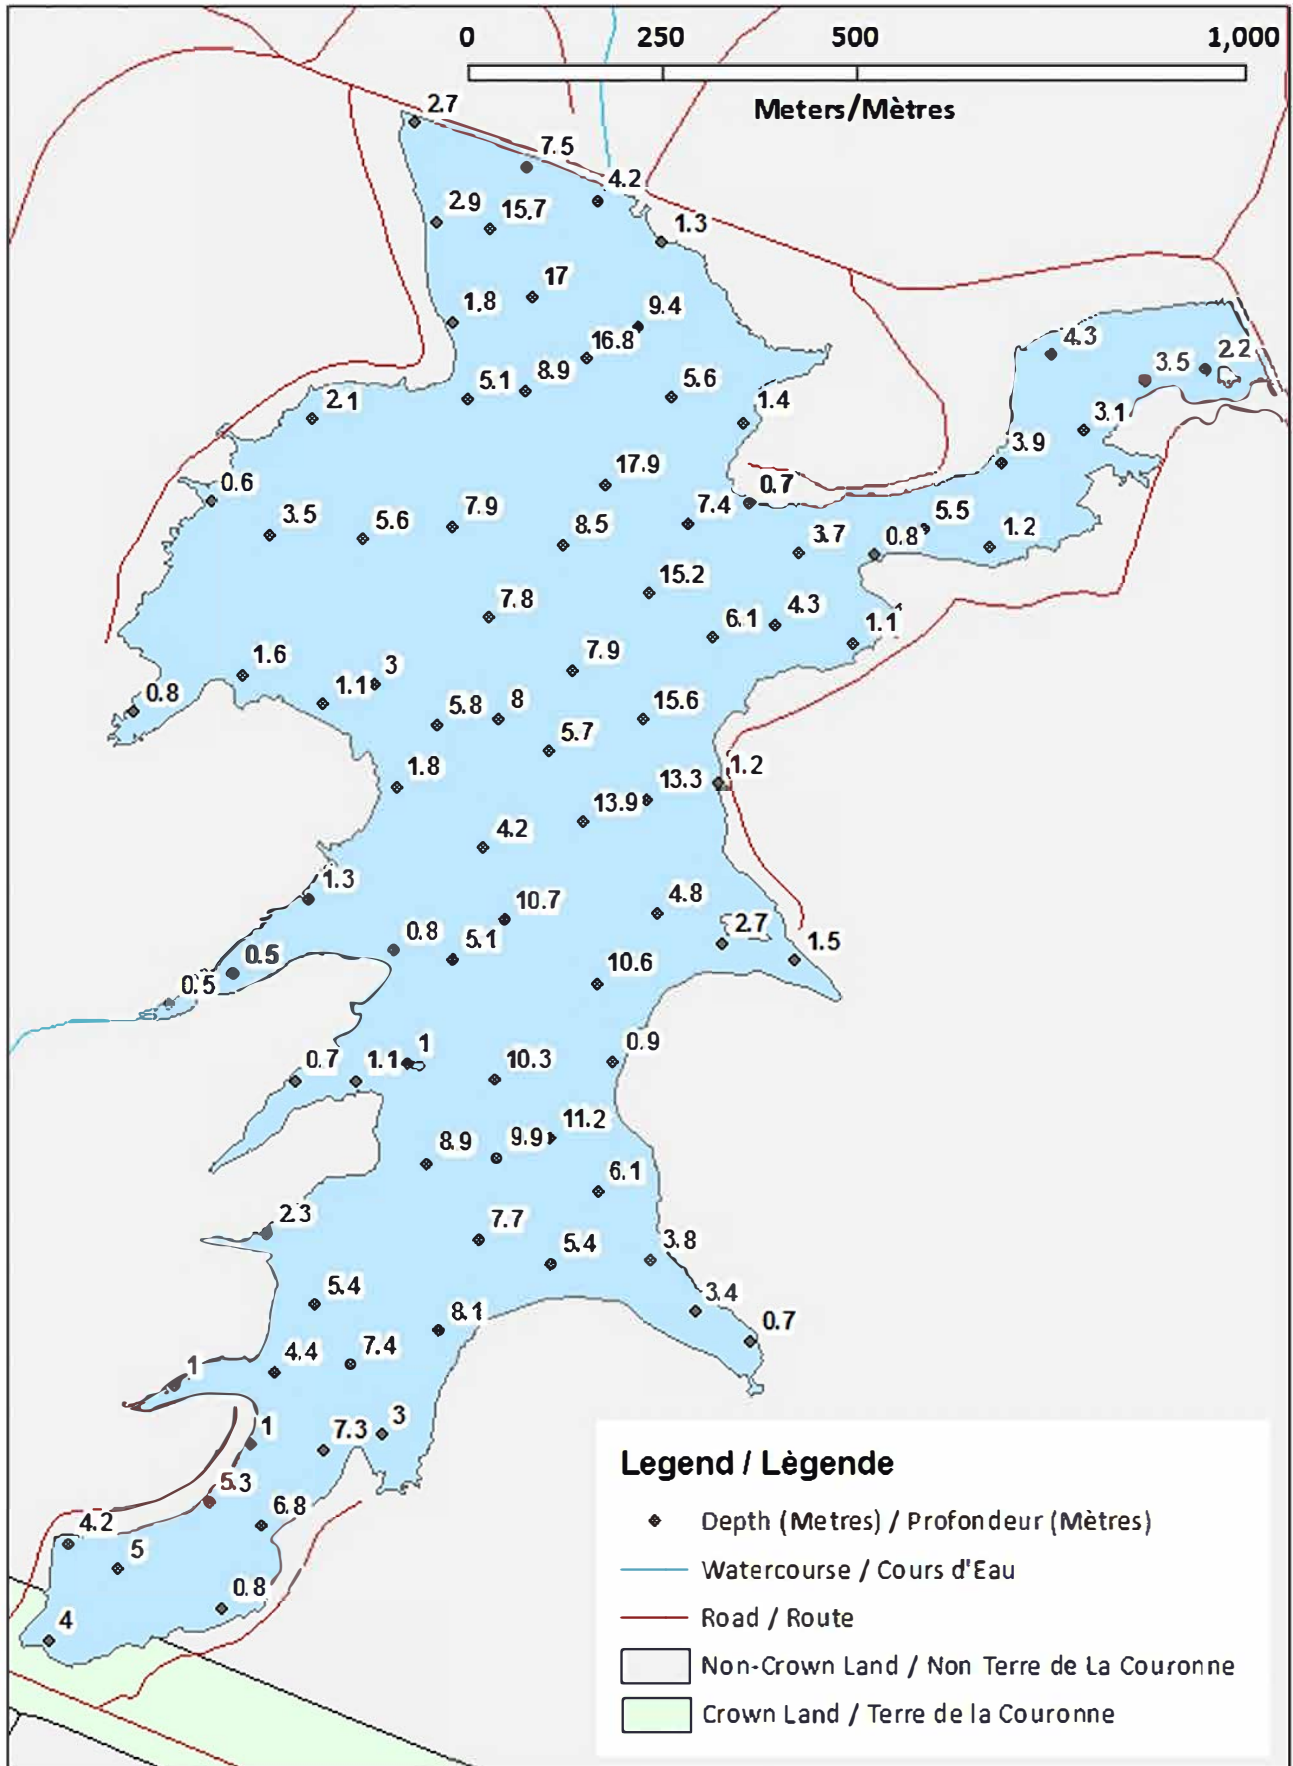 0 250 500 1,000
Meters/Mètres
2.7
7.5
4.2
2.9 15.7
1.3
17
1.8 9.4
16.8
8.9
5.1 5.6
2.1 1.4
3.1
4.3
3.5 2.2
3.9
17.9
0.6 0.7
3.5 5.6 7.9 7.4
8.5 3.7 0.8 5.5 1.2
15.2
7.8
6.1 4.3 1.1
7.9
1.6 3
0.8 1.1
5.8 8 15.6
5.7
1.8 13.3 1.2
13.9
4.2
1.3
10.7 4.8
2.7
0.8 5.1 1.5
0.5
0.5 10.6
0.7 1.1 1 0.9
10.3
11.2
8.9 9.9
6.1
2.3 7.7
5.4 3.8
5.4 3.4
8.1 0.7
4.4 7.4
1
1 7.3 3
5.3
6.8
4.2
5
0.8
4
Legend / Lègende
Depth (Metres) / Profondeur (Mètres)
Watercourse / Cours d'Eau
Road / Route
Non-Crown Land / Non Terre de La Couronne
Crown Land / Terre de la Couronne